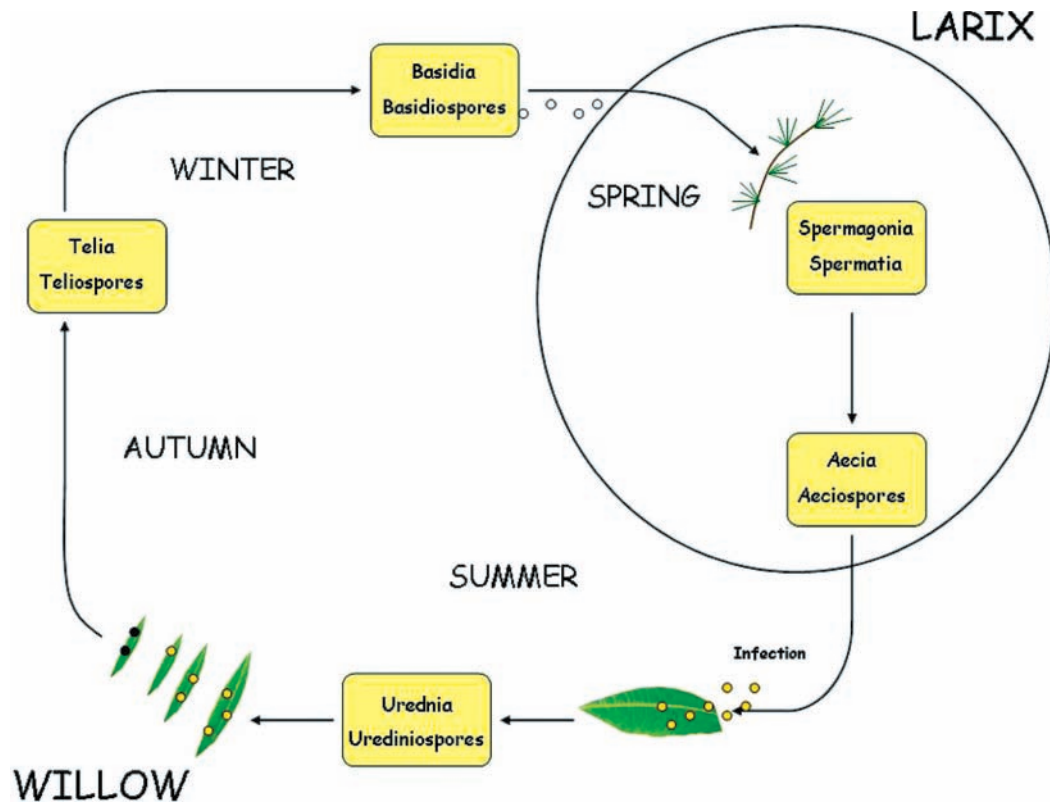 LARIX
Basidia
Basidiospores
WINTER
SPRING
Telia
Teliospores
Spermagonia
Spermatia
AUTUMN
Aecia
Aeciospores
SUMMER
Infection
Urednia
Urediniospores
WILLOW